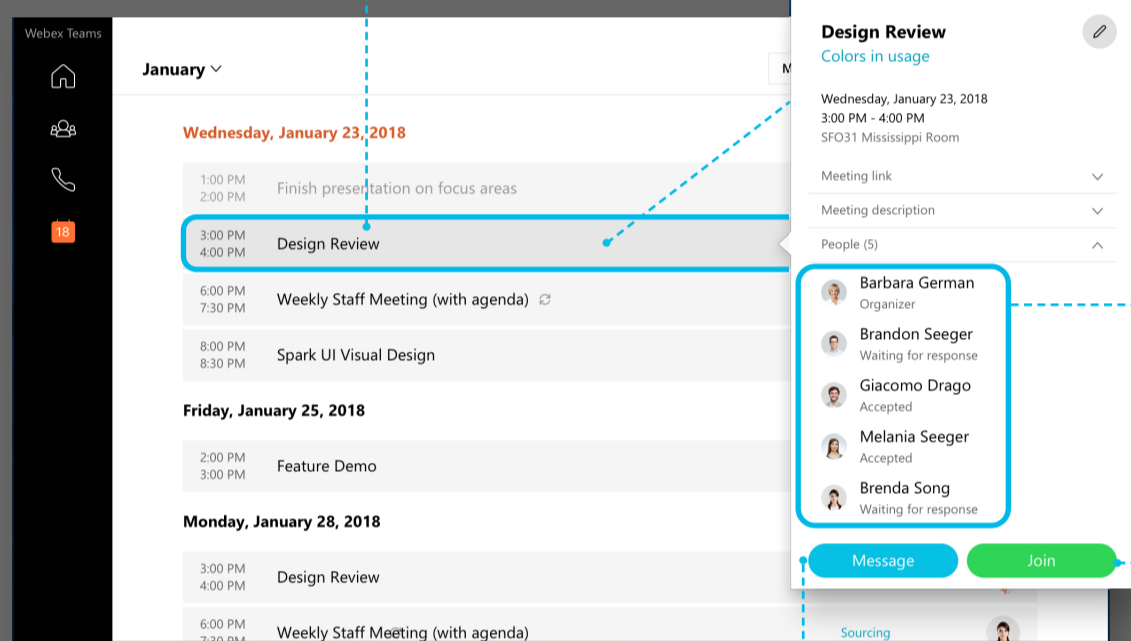 Webex Teams
18
January
M
Wednesday, January 23, 2018
1:00 PM
2:00 PM
Finish presentation on focus areas
3:00 PM
4:00 PM
Design Review
6:00 PM
7:30 PM
Weekly Staff Meeting (with agenda)
8:00 PM
8:30 PM
Spark UI Visual Design
Friday, January 25, 2018
2:00 PM
3:00 PM
Feature Demo
Monday, January 28, 2018
3:00 PM
4:00 PM
Design Review
6:00 PM
7:30 PM
Weekly Staff Meeting (with agenda)
Sourcing
Design Review
Colors in usage
Wednesday, January 23, 2018
3:00 PM - 4:00 PM
SFO31 Mississippi Room
Meeting link
Meeting description
People (5)
Barbara German
Organizer
Brandon Seeger
Waiting for response
Giacomo Drago
Accepted
Melania Seeger
Accepted
Brenda Song
Waiting for response
Message
Join